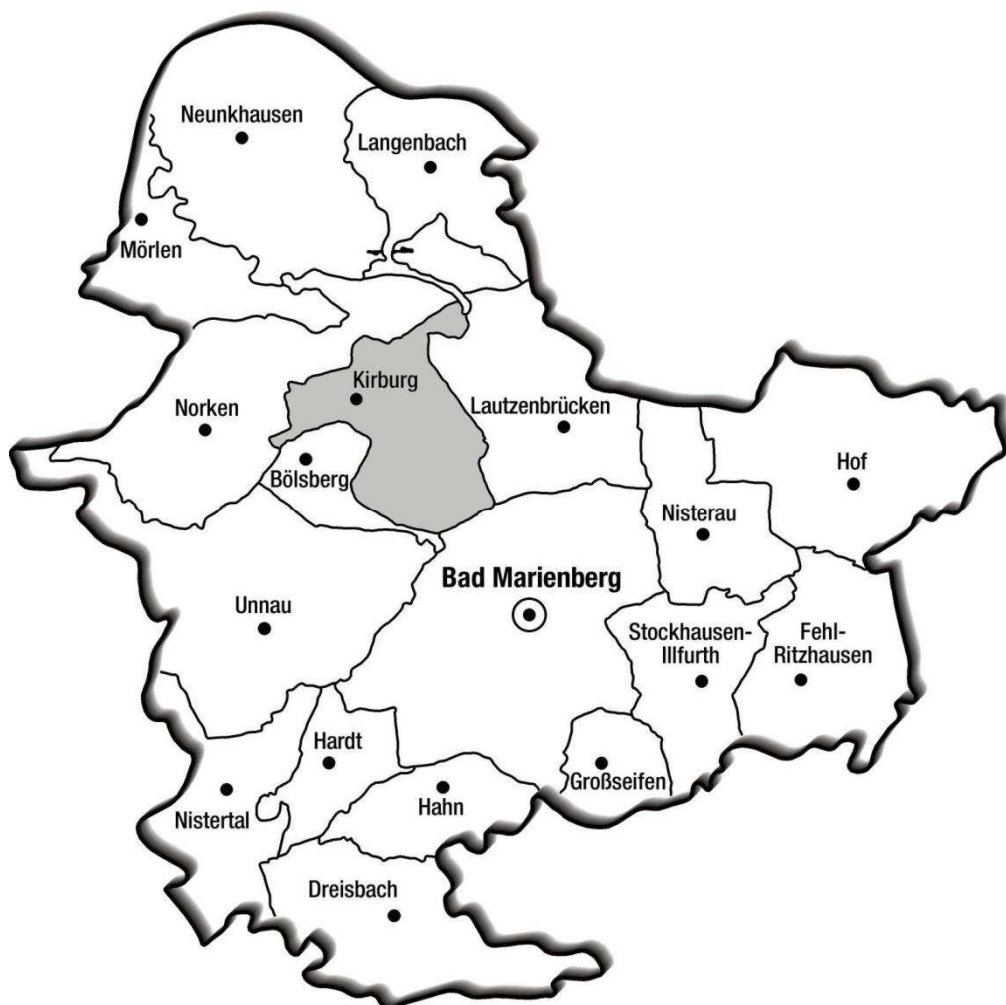 Neunkhausen
Langenbach
Mörlen
Kirburg
Norken
Lautzenbrücken
Bölsberg
Hof
Nisterau
Bad Marienberg
Unnau
Stockhausen-
Illfurth
Fehl-
Ritzhausen
Hardt
Großseifen
Nistertal
Hahn
Dreisbach